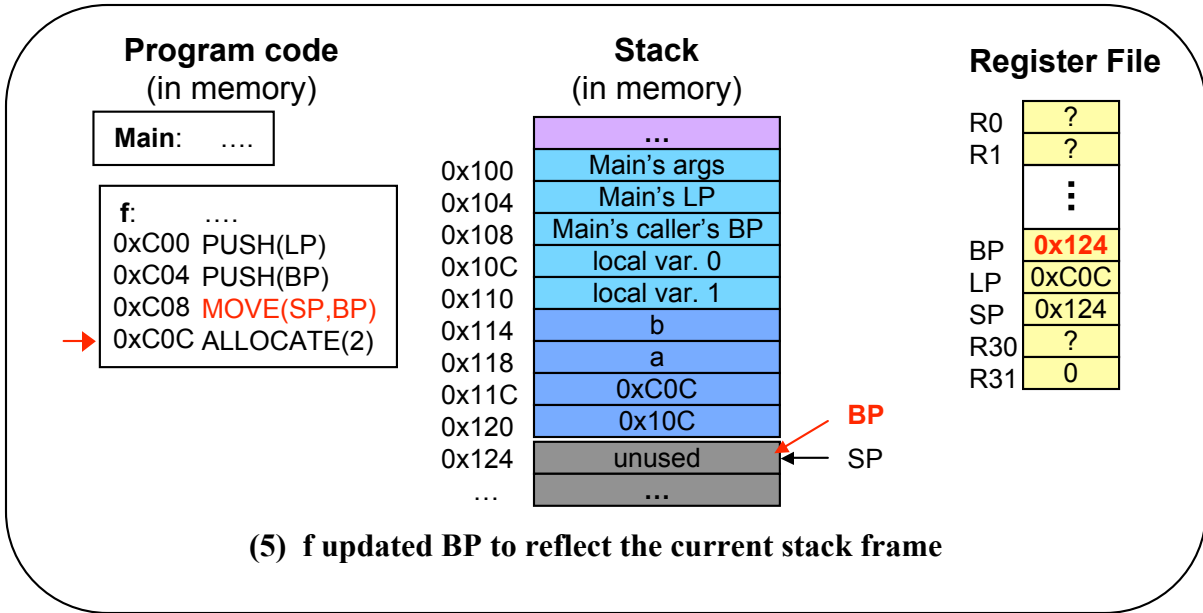 Program code
(in memory)
Main: ….
f: ….
0xC00 PUSH(LP)
0xC04 PUSH(BP)
0xC08 MOVE(SP,BP)
0xC0C ALLOCATE(2)
Stack
(in memory)
...
0x100 Main's args
0x104 Main's LP
0x108 Main's caller's BP
0x10C local var. 0
0x110 local var. 1
0x114 b
0x118 a
0x11C 0xC0C
0x120 0x10C
BP
0x124 unused SP
… ...
Register File
R0 ?
R1 ?
⋮
BP 0x124
LP 0xC0C
SP 0x124
R30 ?
R31 0
(5) f updated BP to reflect the current stack frame